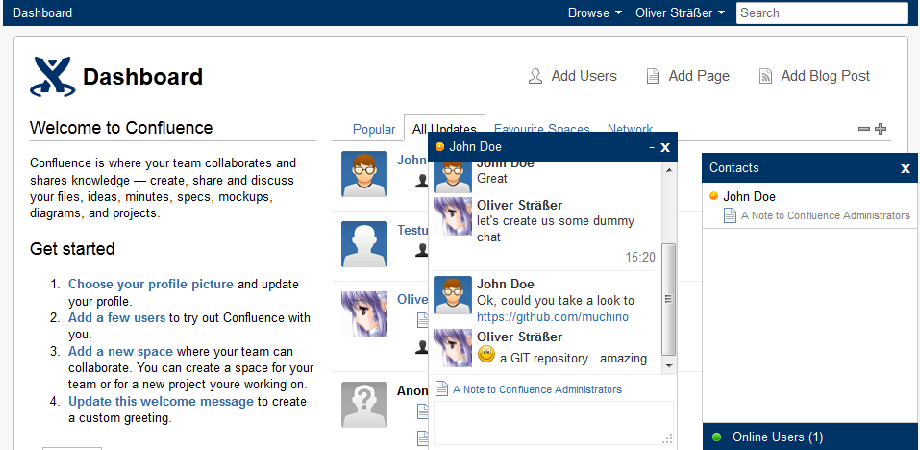 Dashboard
Browse
Oliver Sträßer
Search
Dashboard
Add Users
Add Page
Add Blog Post
Welcome to Confluence
Confluence is where your team collaborates and
shares knowledge — create, share and discuss
your files, ideas, minutes, specs, mockups,
diagrams, and projects.
Get started
1. Choose your profile picture and update
your profile.
2. Add a few users to try out Confluence with
you.
3. Add a new space where your team can
collaborate. You can create a space for your
team or for a new project youre working on.
4. Update this welcome message to create
a custom greeting.
Popular
All Updates
Favourite Spaces
Network
John
Testu
Olive
Anon
John Doe
- x
John Doe
Great
Oliver Sträßer
let's create us some dummy
chat
15:20
John Doe
Ok, could you take a look to
https://github.com/muchino
Oliver Sträßer
a GIT repository amazing
A Note to Confluence Administrators
Contacts
x
John Doe
A Note to Confluence Administrators
Online Users (1)